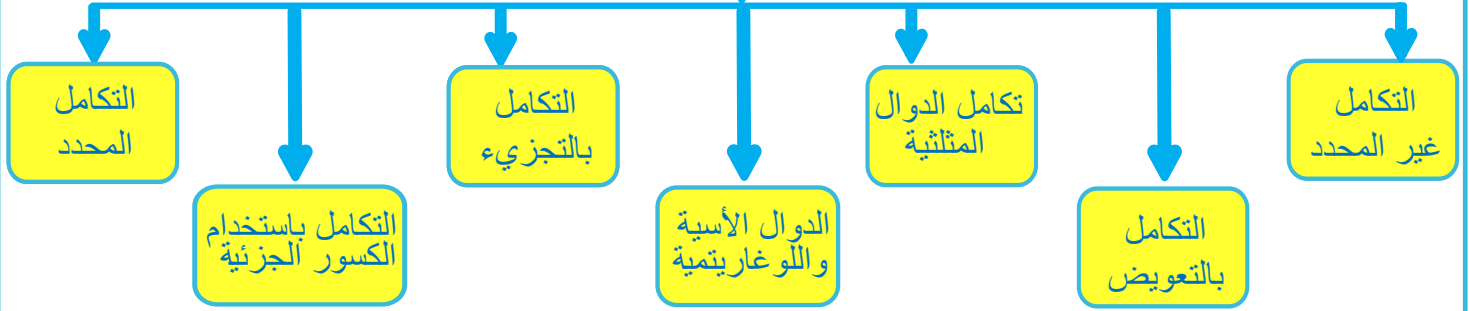 التكامل
غير المحدد
التكامل
بالتعويض
تكامل الدوال
المثلثية
الدوال الأسية
واللوغاريتمية
التكامل
بالتجزيء
التكامل باستخدام
الكسور الجزئية
التكامل
المحدد